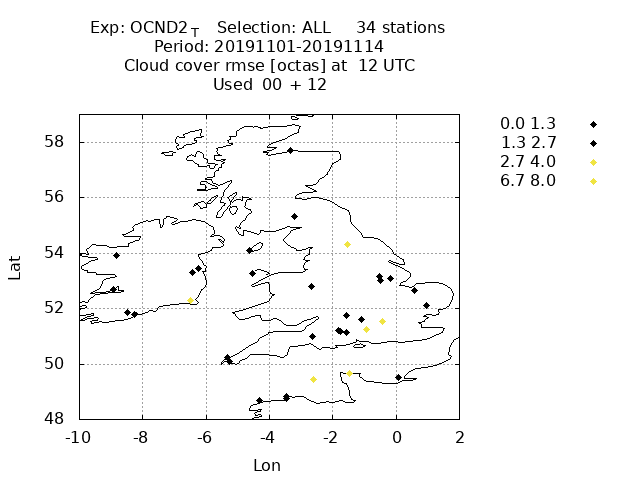 Exp: OCND2_T   Selection: ALL     34 stations
Period: 20191101-20191114
Cloud cover rmse [octas] at  12 UTC
Used  00 + 12
0.0 1.3
1.3 2.7
2.7 4.0
6.7 8.0
58
56
54
52
50
48
Lat
-10 -8 -6 -4 -2 0 2
Lon